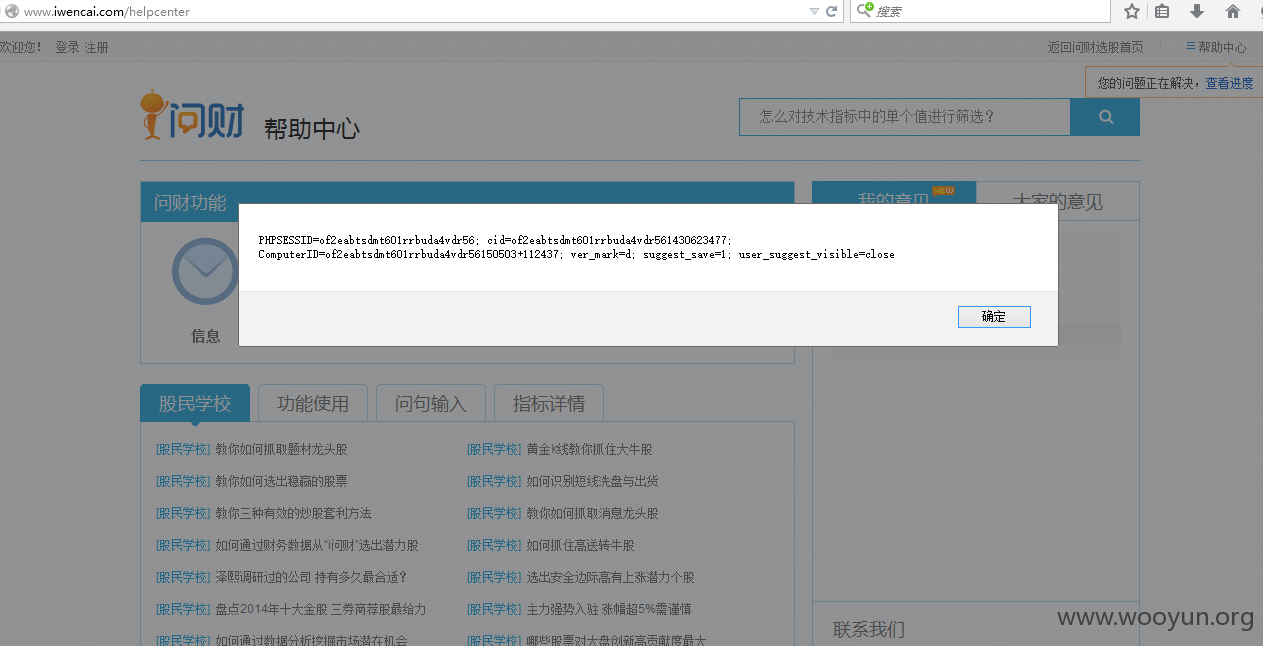 www.iwencai.com/helpcenter
搜索
欢迎您! 登录 注册
返回问财选股首页
帮助中心
您的问题正在解决，查看进度
问财 帮助中心
怎么对技术指标中的单个值进行筛选？
问财功能
我的意见 NEW
大家的意见
PHPSESSID=of2eabtsdmt601rrbuda4vdr56; cid=of2eabtsdmt601rrbuda4vdr561430623477;
ComputerID=of2eabtsdmt601rrbuda4vdr56150503+112437; ver_mark=d; suggest_save=1; user_suggest_visible=close
确定
信息
股民学校 功能使用 问句输入 指标详情
[股民学校] 教你如何抓取题材龙头股
[股民学校] 黄金K线教你抓住大牛股
[股民学校] 教你如何选出稳赢的股票
[股民学校] 如何识别短线洗盘与出货
[股民学校] 教你三种有效的炒股套利方法
[股民学校] 教你如何抓取消息龙头股
[股民学校] 如何通过财务数据从“i问财”选出潜力股
[股民学校] 如何抓住高送转牛股
[股民学校] 泽熙调研过的公司 持有多久最合适？
[股民学校] 选出安全边际高有上涨潜力个股
[股民学校] 盘点2014年十大金股 三券商荐股最给力
[股民学校] 主力强势入驻 涨幅超5%需谨慎
[股民学校] 如何通过数据分析挖掘市场潜在机会
[股民学校] 哪些股票对大盘创新高贡献度最大
联系我们
www.wooyun.org